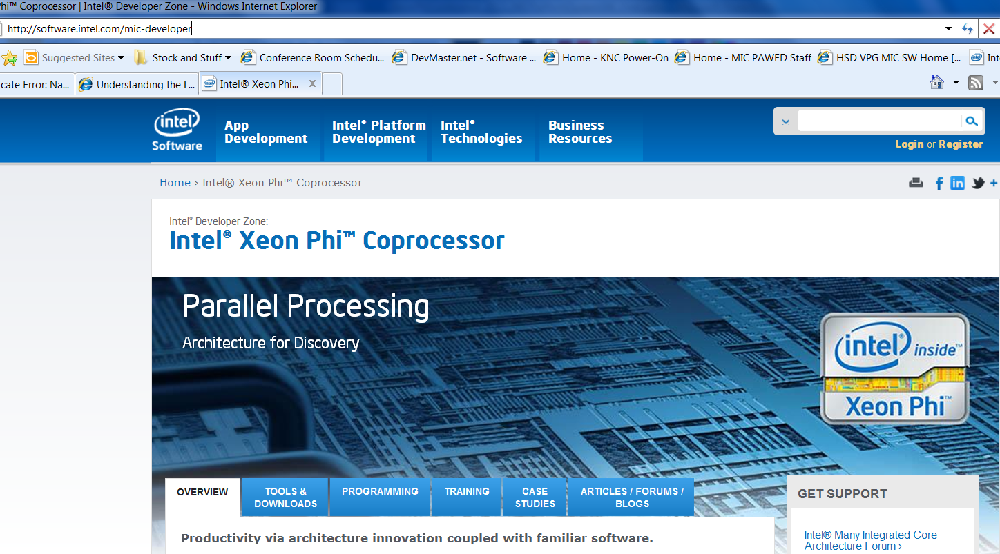 hi™ Coprocessor | Intel® Developer Zone - Windows Internet Explorer
http://software.intel.com/mic-developer
Suggested Sites Stock and Stuff Conference Room Schedu... DevMaster.net - Software ... Home - KNC Power-On Home - MIC PAWED Staff HSD VPG MIC SW Home [... Int
cate Error: Na... Understanding the L... Intel® Xeon Phi... x
intel
Software
App
Development
Intel® Platform
Development
Intel®
Technologies
Business
Resources
Login or Register
Home › Intel® Xeon Phi™ Coprocessor
Intel® Developer Zone:
Intel® Xeon Phi™ Coprocessor
Parallel Processing
Architecture for Discovery
intel® inside™
Xeon Phi™
OVERVIEW
TOOLS &
DOWNLOADS
PROGRAMMING
TRAINING
CASE
STUDIES
ARTICLES / FORUMS /
BLOGS
GET SUPPORT
Productivity via architecture innovation coupled with familiar software.
Intel® Many Integrated Core
Architecture Forum ›